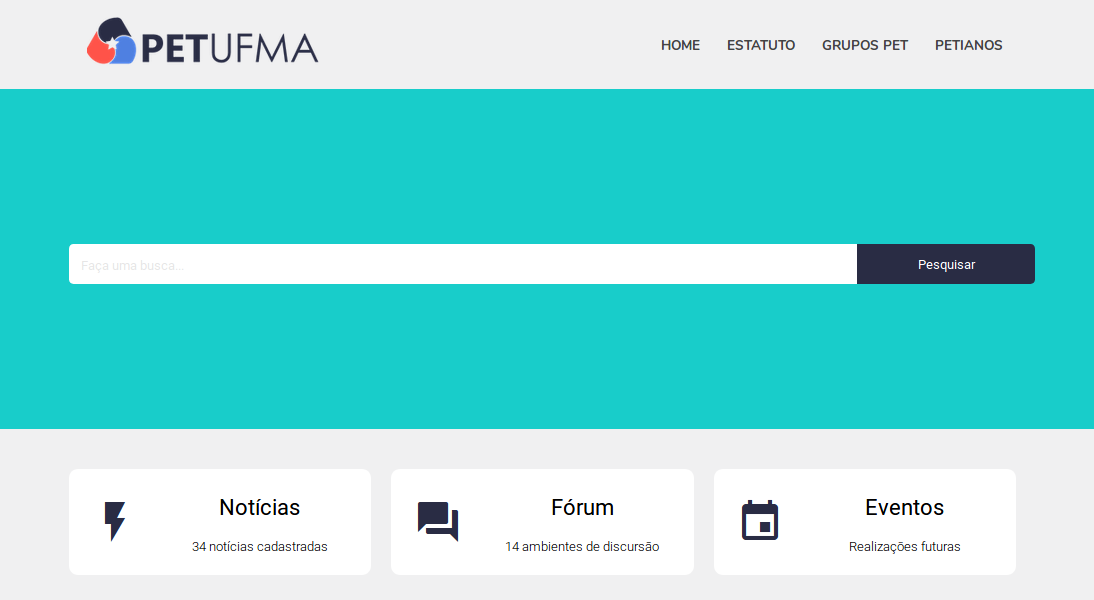 PETUFMA
HOME ESTATUTO GRUPOS PET PETIANOS
Faça uma busca...
Pesquisar
Notícias
34 notícias cadastradas
Fórum
14 ambientes de discursão
Eventos
Realizações futuras